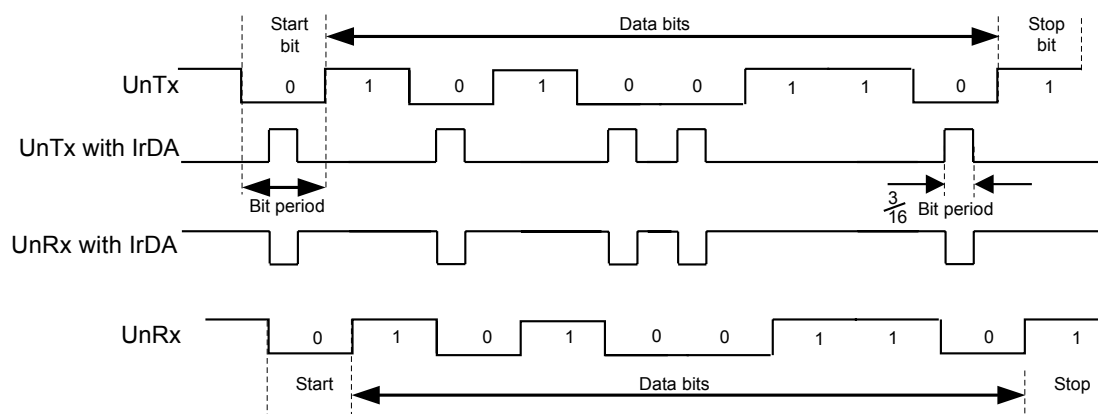 Start
bit
Data bits
Stop
bit
UnTx
0 1 0 1 0 0 1 1 0 1
UnTx with IrDA
Bit period
3/16 Bit period
UnRx with IrDA
UnRx
0 1 0 1 0 0 1 1 0 1
Start
Data bits
Stop